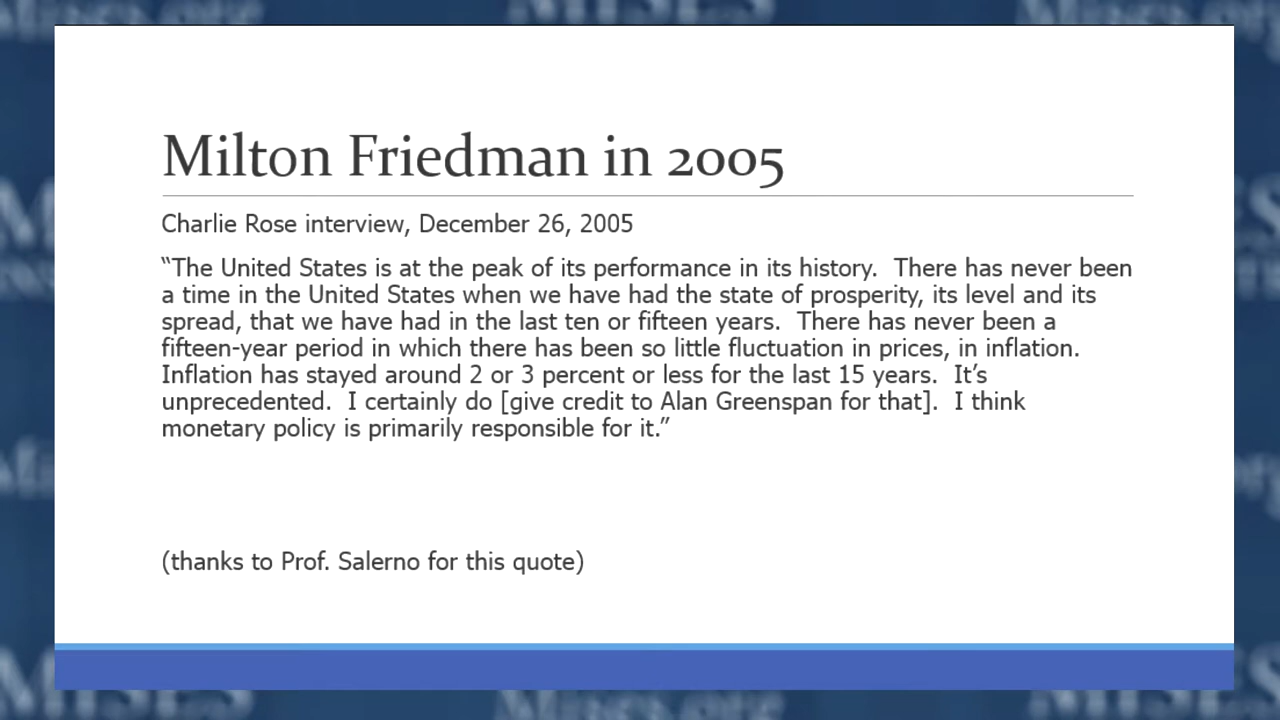 Milton Friedman in 2005
Charlie Rose interview, December 26, 2005
“The United States is at the peak of its performance in its history.  There has never been
a time in the United States when we have had the state of prosperity, its level and its
spread, that we have had in the last ten or fifteen years.  There has never been a
fifteen-year period in which there has been so little fluctuation in prices, in inflation.
Inflation has stayed around 2 or 3 percent or less for the last 15 years.  It’s
unprecedented.  I certainly do [give credit to Alan Greenspan for that].  I think
monetary policy is primarily responsible for it.”
(thanks to Prof. Salerno for this quote)
Mises.org